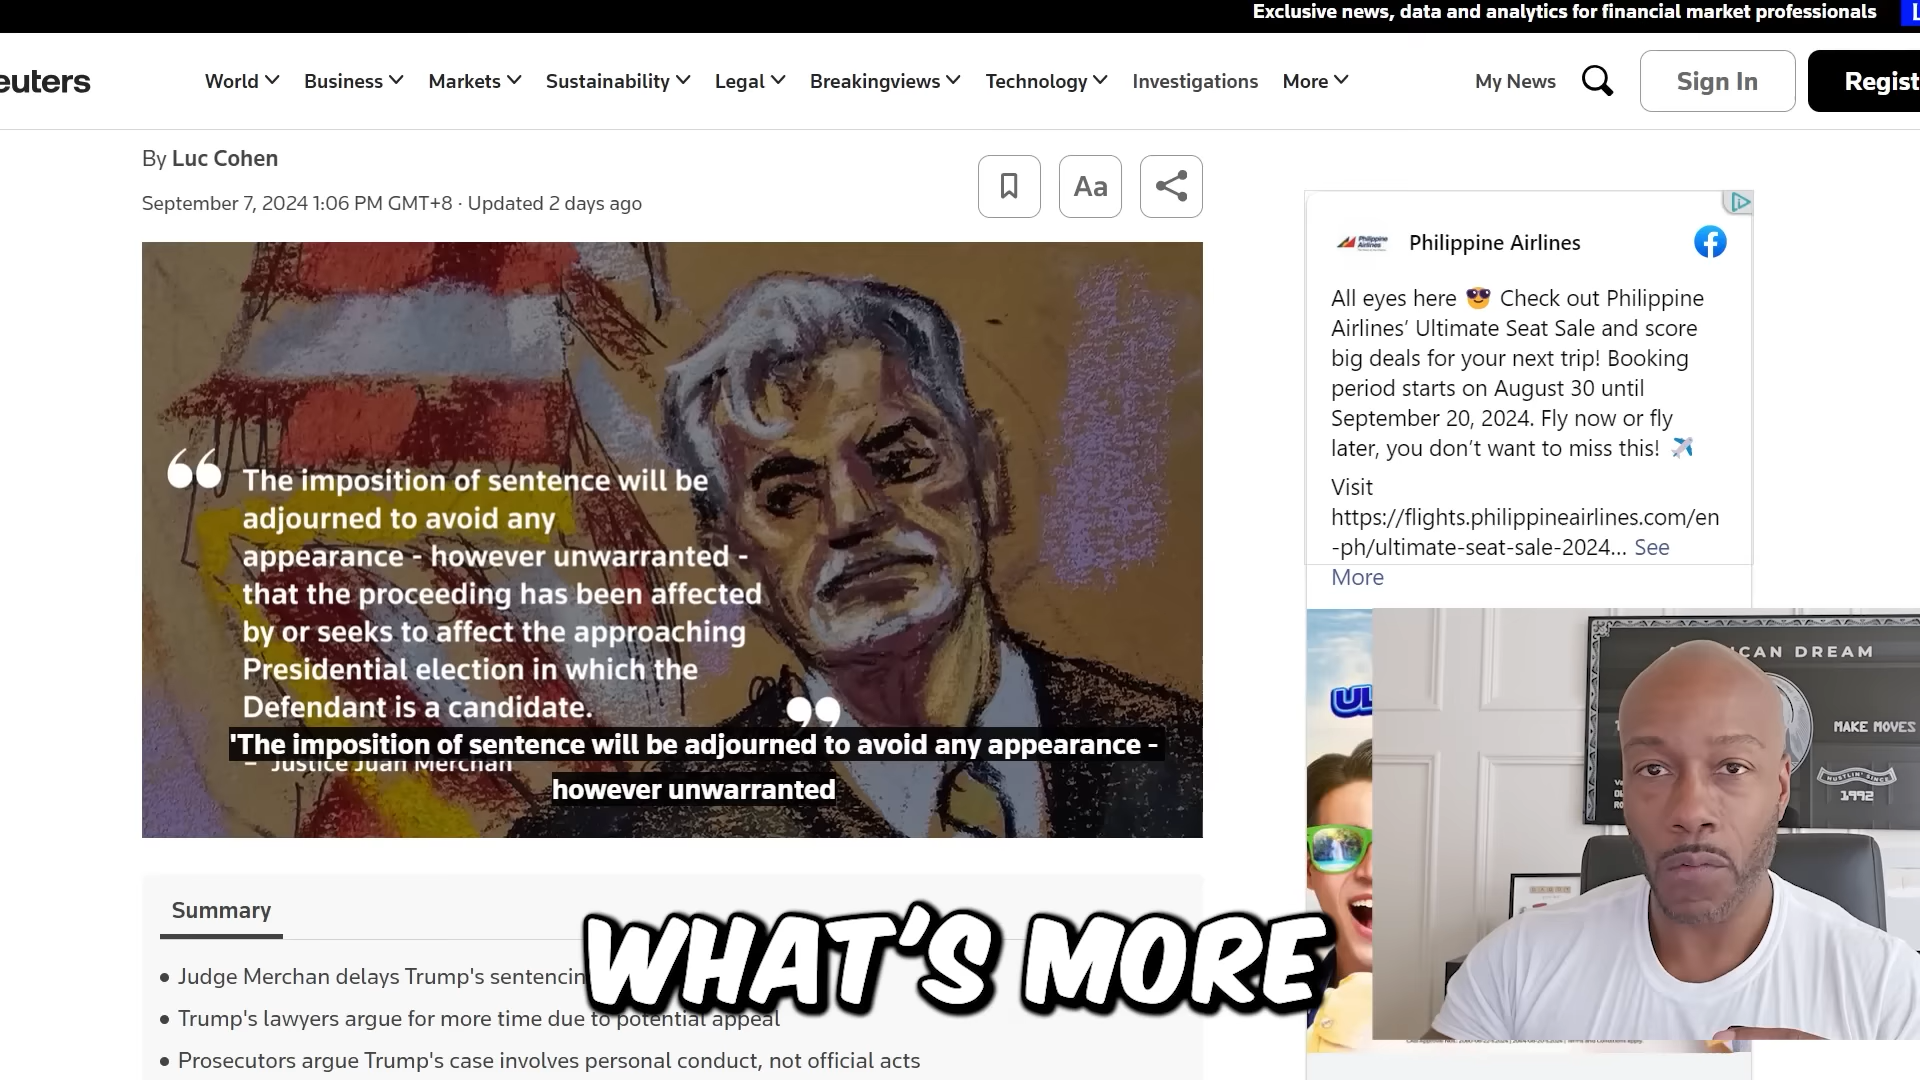 Exclusive news, data and analytics for financial market professionals
euters
World
Business
Markets
Sustainability
Legal
Breakingviews
Technology
Investigations
More
My News
Sign In
Regist
By Luc Cohen
September 7, 2024 1:06 PM GMT+8 · Updated 2 days ago
Aa
“The imposition of sentence will be
adjourned to avoid any
appearance - however unwarranted -
that the proceeding has been affected
by or seeks to affect the approaching
Presidential election in which the
Defendant is a candidate.”
– Justice Juan Merchan
'The imposition of sentence will be adjourned to avoid any appearance -
however unwarranted
Summary
• Judge Merchan delays Trump's sentencin
• Trump's lawyers argue for more time due to potential appeal
• Prosecutors argue Trump's case involves personal conduct, not official acts
WHAT'S MORE
Philippine Airlines
Philippine Airlines
All eyes here 😎 Check out Philippine
Airlines’ Ultimate Seat Sale and score
big deals for your next trip! Booking
period starts on August 30 until
September 20, 2024. Fly now or fly
later, you don’t want to miss this! ✈️
Visit
https://flights.philippineairlines.com/en
-ph/ultimate-seat-sale-2024... See
More
UL
CAN DREAM
MAKE MOVES
HUSTLIN' SINCE
1992